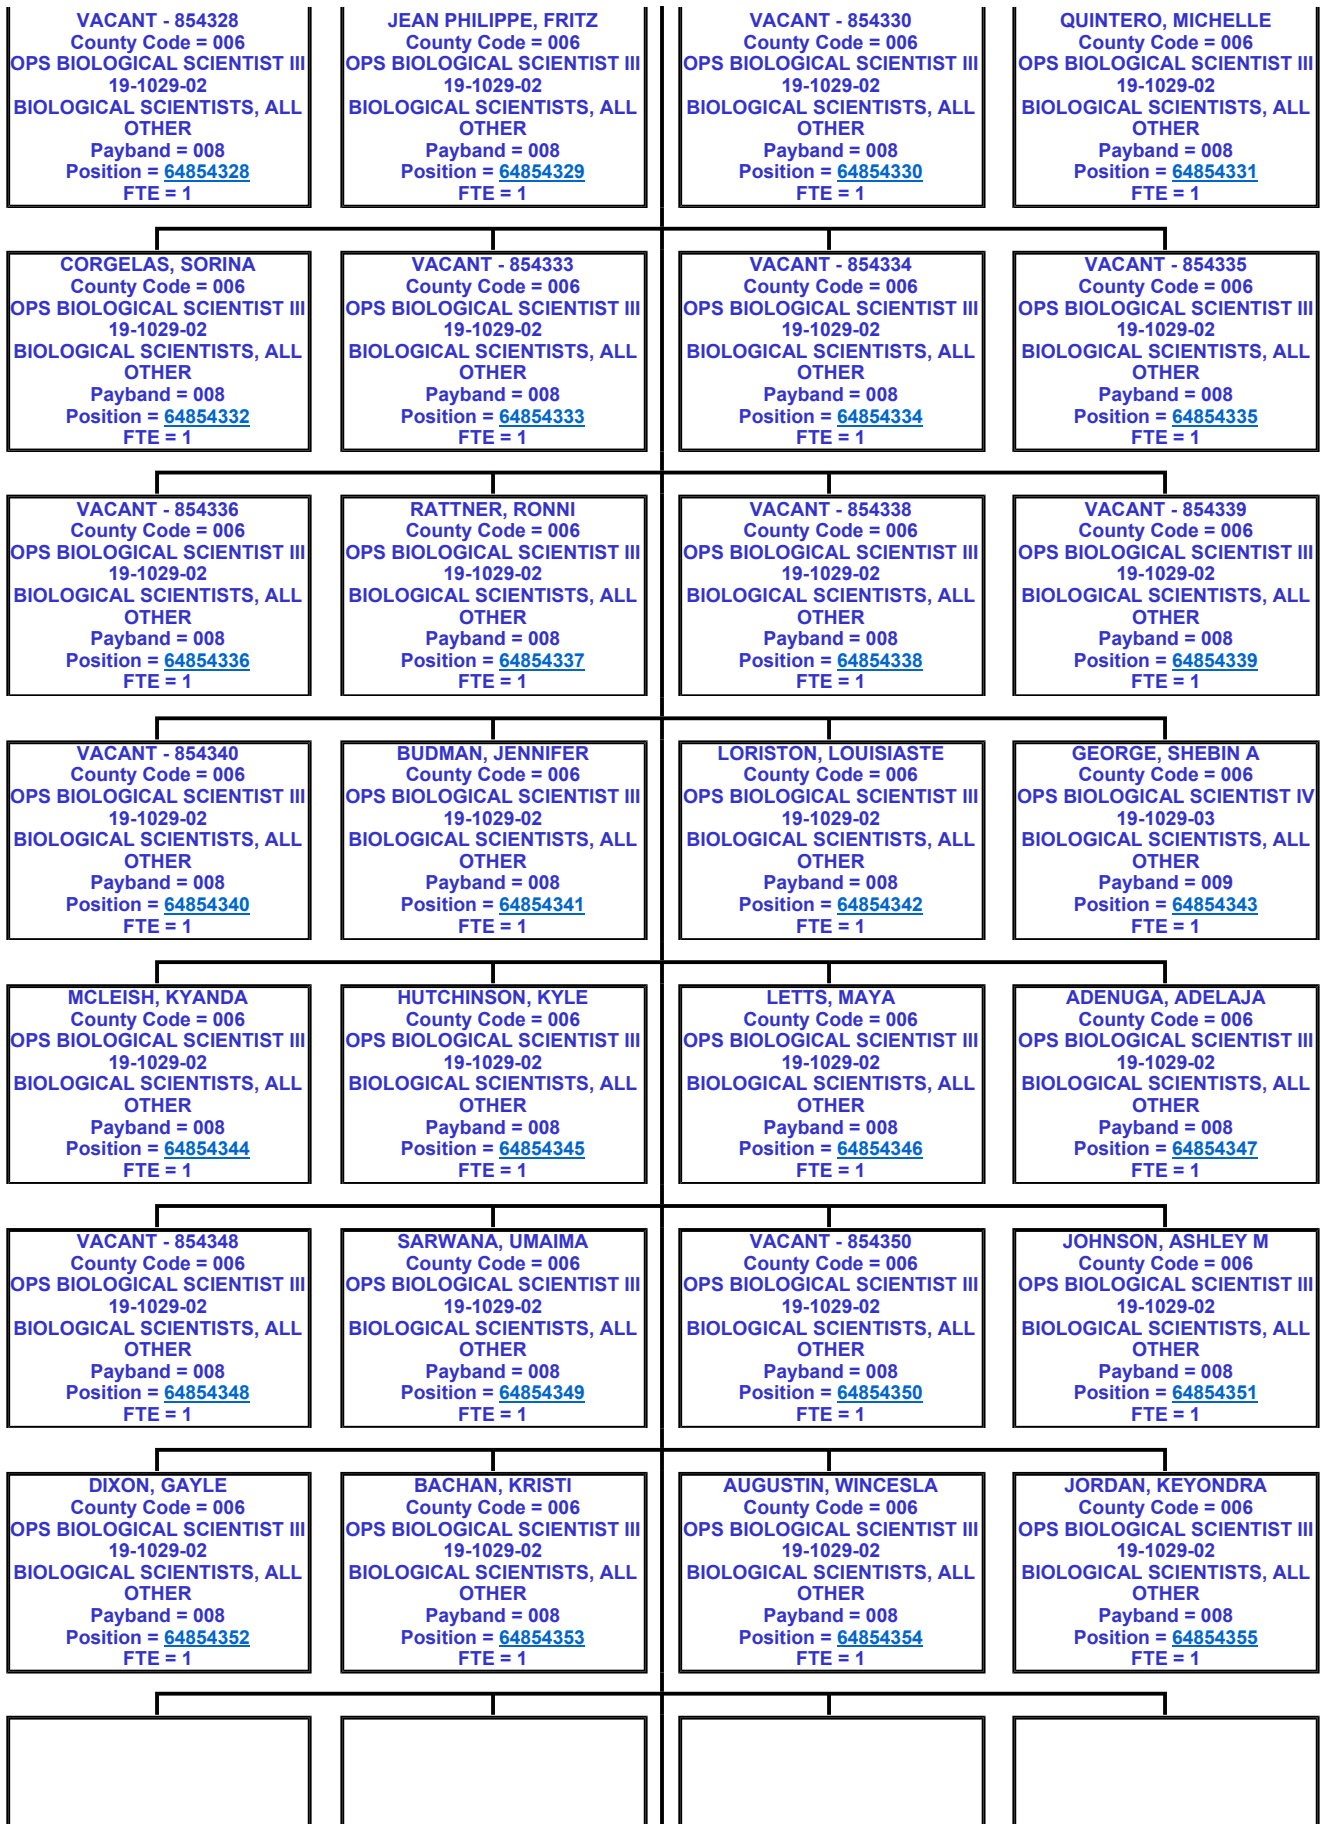 VACANT - 854328
County Code = 006
OPS BIOLOGICAL SCIENTIST III
19-1029-02
BIOLOGICAL SCIENTISTS, ALL
OTHER
Payband = 008
Position = 64854328
FTE = 1
JEAN PHILIPPE, FRITZ
County Code = 006
OPS BIOLOGICAL SCIENTIST III
19-1029-02
BIOLOGICAL SCIENTISTS, ALL
OTHER
Payband = 008
Position = 64854329
FTE = 1
VACANT - 854330
County Code = 006
OPS BIOLOGICAL SCIENTIST III
19-1029-02
BIOLOGICAL SCIENTISTS, ALL
OTHER
Payband = 008
Position = 64854330
FTE = 1
QUINTERO, MICHELLE
County Code = 006
OPS BIOLOGICAL SCIENTIST III
19-1029-02
BIOLOGICAL SCIENTISTS, ALL
OTHER
Payband = 008
Position = 64854331
FTE = 1
CORGELAS, SORINA
County Code = 006
OPS BIOLOGICAL SCIENTIST III
19-1029-02
BIOLOGICAL SCIENTISTS, ALL
OTHER
Payband = 008
Position = 64854332
FTE = 1
VACANT - 854333
County Code = 006
OPS BIOLOGICAL SCIENTIST III
19-1029-02
BIOLOGICAL SCIENTISTS, ALL
OTHER
Payband = 008
Position = 64854333
FTE = 1
VACANT - 854334
County Code = 006
OPS BIOLOGICAL SCIENTIST III
19-1029-02
BIOLOGICAL SCIENTISTS, ALL
OTHER
Payband = 008
Position = 64854334
FTE = 1
VACANT - 854335
County Code = 006
OPS BIOLOGICAL SCIENTIST III
19-1029-02
BIOLOGICAL SCIENTISTS, ALL
OTHER
Payband = 008
Position = 64854335
FTE = 1
VACANT - 854336
County Code = 006
OPS BIOLOGICAL SCIENTIST III
19-1029-02
BIOLOGICAL SCIENTISTS, ALL
OTHER
Payband = 008
Position = 64854336
FTE = 1
RATTNER, RONNI
County Code = 006
OPS BIOLOGICAL SCIENTIST III
19-1029-02
BIOLOGICAL SCIENTISTS, ALL
OTHER
Payband = 008
Position = 64854337
FTE = 1
VACANT - 854338
County Code = 006
OPS BIOLOGICAL SCIENTIST III
19-1029-02
BIOLOGICAL SCIENTISTS, ALL
OTHER
Payband = 008
Position = 64854338
FTE = 1
VACANT - 854339
County Code = 006
OPS BIOLOGICAL SCIENTIST III
19-1029-02
BIOLOGICAL SCIENTISTS, ALL
OTHER
Payband = 008
Position = 64854339
FTE = 1
VACANT - 854340
County Code = 006
OPS BIOLOGICAL SCIENTIST III
19-1029-02
BIOLOGICAL SCIENTISTS, ALL
OTHER
Payband = 008
Position = 64854340
FTE = 1
BUDMAN, JENNIFER
County Code = 006
OPS BIOLOGICAL SCIENTIST III
19-1029-02
BIOLOGICAL SCIENTISTS, ALL
OTHER
Payband = 008
Position = 64854341
FTE = 1
LORISTON, LOUISIASTE
County Code = 006
OPS BIOLOGICAL SCIENTIST III
19-1029-02
BIOLOGICAL SCIENTISTS, ALL
OTHER
Payband = 008
Position = 64854342
FTE = 1
GEORGE, SHEBIN A
County Code = 006
OPS BIOLOGICAL SCIENTIST IV
19-1029-03
BIOLOGICAL SCIENTISTS, ALL
OTHER
Payband = 009
Position = 64854343
FTE = 1
MCLEISH, KYANDA
County Code = 006
OPS BIOLOGICAL SCIENTIST III
19-1029-02
BIOLOGICAL SCIENTISTS, ALL
OTHER
Payband = 008
Position = 64854344
FTE = 1
HUTCHINSON, KYLE
County Code = 006
OPS BIOLOGICAL SCIENTIST III
19-1029-02
BIOLOGICAL SCIENTISTS, ALL
OTHER
Payband = 008
Position = 64854345
FTE = 1
LETTS, MAYA
County Code = 006
OPS BIOLOGICAL SCIENTIST III
19-1029-02
BIOLOGICAL SCIENTISTS, ALL
OTHER
Payband = 008
Position = 64854346
FTE = 1
ADENUGA, ADELAJA
County Code = 006
OPS BIOLOGICAL SCIENTIST III
19-1029-02
BIOLOGICAL SCIENTISTS, ALL
OTHER
Payband = 008
Position = 64854347
FTE = 1
VACANT - 854348
County Code = 006
OPS BIOLOGICAL SCIENTIST III
19-1029-02
BIOLOGICAL SCIENTISTS, ALL
OTHER
Payband = 008
Position = 64854348
FTE = 1
SARWANA, UMAIMA
County Code = 006
OPS BIOLOGICAL SCIENTIST III
19-1029-02
BIOLOGICAL SCIENTISTS, ALL
OTHER
Payband = 008
Position = 64854349
FTE = 1
VACANT - 854350
County Code = 006
OPS BIOLOGICAL SCIENTIST III
19-1029-02
BIOLOGICAL SCIENTISTS, ALL
OTHER
Payband = 008
Position = 64854350
FTE = 1
JOHNSON, ASHLEY M
County Code = 006
OPS BIOLOGICAL SCIENTIST III
19-1029-02
BIOLOGICAL SCIENTISTS, ALL
OTHER
Payband = 008
Position = 64854351
FTE = 1
DIXON, GAYLE
County Code = 006
OPS BIOLOGICAL SCIENTIST III
19-1029-02
BIOLOGICAL SCIENTISTS, ALL
OTHER
Payband = 008
Position = 64854352
FTE = 1
BACHAN, KRISTI
County Code = 006
OPS BIOLOGICAL SCIENTIST III
19-1029-02
BIOLOGICAL SCIENTISTS, ALL
OTHER
Payband = 008
Position = 64854353
FTE = 1
AUGUSTIN, WINCESLA
County Code = 006
OPS BIOLOGICAL SCIENTIST III
19-1029-02
BIOLOGICAL SCIENTISTS, ALL
OTHER
Payband = 008
Position = 64854354
FTE = 1
JORDAN, KEYONDRA
County Code = 006
OPS BIOLOGICAL SCIENTIST III
19-1029-02
BIOLOGICAL SCIENTISTS, ALL
OTHER
Payband = 008
Position = 64854355
FTE = 1